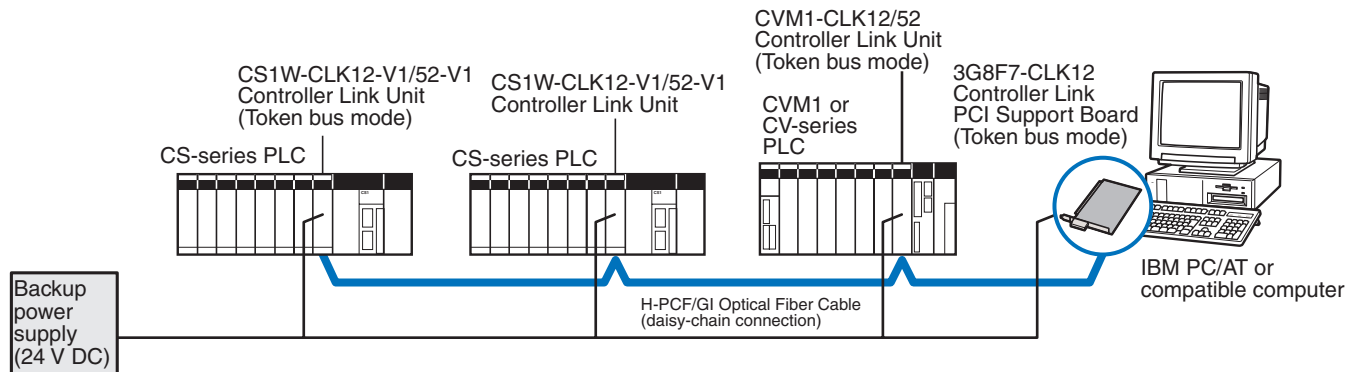 CS1W-CLK12-V1/52-V1
Controller Link Unit
(Token bus mode)
CS-series PLC
CS1W-CLK12-V1/52-V1
Controller Link Unit
CS-series PLC
CVM1-CLK12/52
Controller Link Unit
(Token bus mode)
CVM1 or
CV-series
PLC
3G8F7-CLK12
Controller Link
PCI Support Board
(Token bus mode)
CS1
CS1
IBM PC/AT or
compatible computer
H-PCF/GI Optical Fiber Cable
(daisy-chain connection)
Backup
power
supply
(24 V DC)